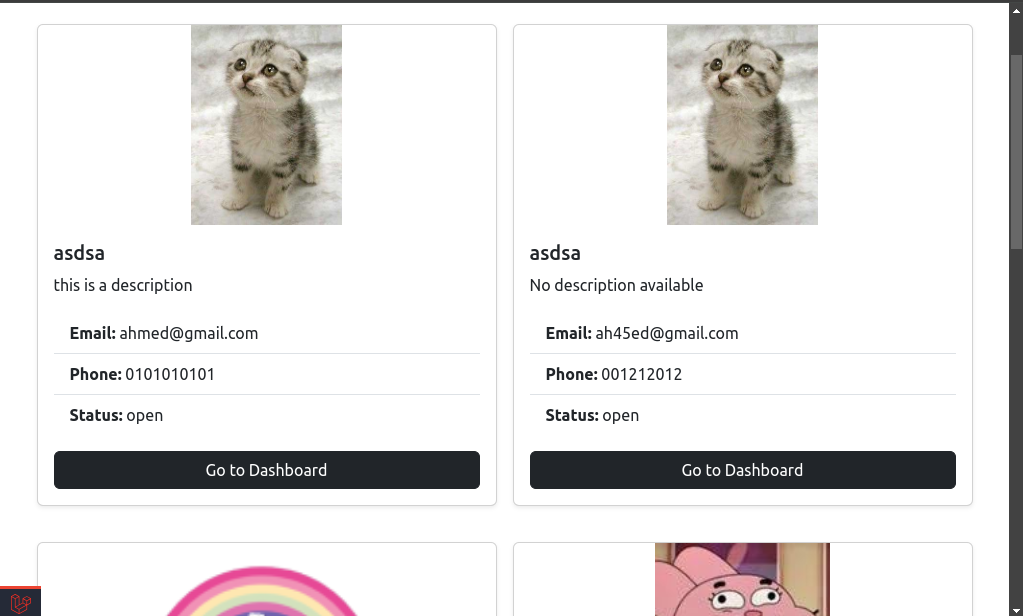 asdsa
this is a description
Email: ahmed@gmail.com
Phone: 0101010101
Status: open
Go to Dashboard
asdsa
No description available
Email: ah45ed@gmail.com
Phone: 001212012
Status: open
Go to Dashboard